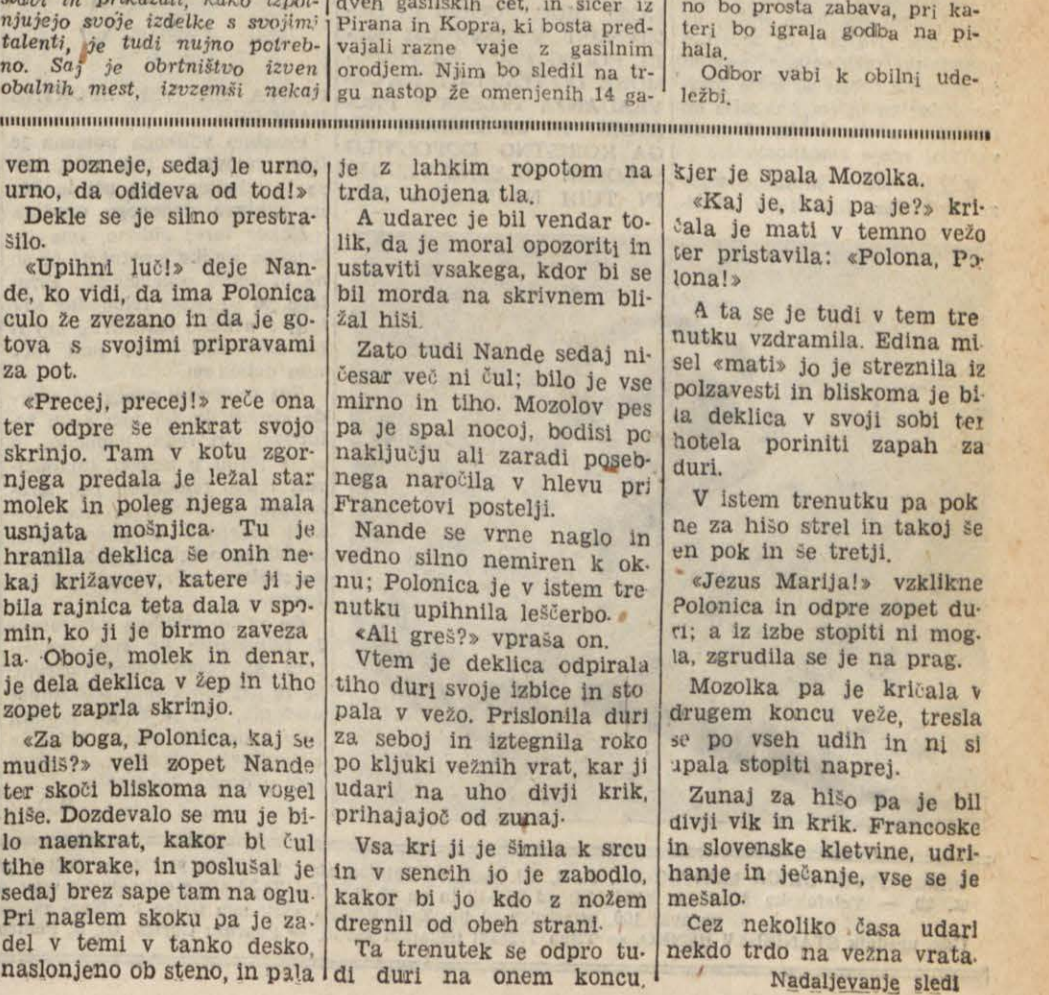 njujejo svoje izdelke s svojimi
talenti, je tudi nujno potreb-
no. Saj je obrtništvo izven
obalnih mest, izvzemši nekaj
dveh gasilskih čet, in sicer iz
Pirana in Kopra, ki bosta pred-
vajali razne vaje z gasilnim
orodjem. Njim bo sledil na tr-
gu nastop že omenjenih 14 ga-
no bo prosta zabava, pri ka-
teri bo igrala godba na pi-
hala.
Odbor vabi k obilni ude-
ležbi.
vem pozneje, sedaj le urno,
urno, da odideva od tod!»
Dekle se je silno prestra-
šilo.
«Upihni luč!» deje Nan-
de, ko vidi, da ima Polonica
culo že zvezano in da je go-
tova s svojimi pripravami
za pot.
«Precej, precej!» reče ona
ter odpre še enkrat svojo
skrinjo. Tam v kotu zgor-
njega predala je ležal star
molek in poleg njega mala
usnjata mošnjica. Tu je
hranila deklica še onih ne-
kaj križavcev, katere ji je
bila rajnica teta dala v spo-
min, ko ji je birmo zaveza
la. Oboje, molek in denar,
je dela deklica v žep in tiho
zopet zaprla skrinjo.
«Za boga, Polonica, kaj se
mudiš?» veli zopet Nande
ter skoči bliskoma na vogel
hiše. Dozdevalo se mu je bi-
lo naenkrat, kakor bi čul
tihe korake, in poslušal je
sedaj brez sape tam na oglu.
Pri naglem skoku pa je za-
del v temi v tanko desko,
naslonjeno ob steno, in pala
je z lahkim ropotom na
trda, uhojena tla.
A udarec je bil vendar to-
lik, da je moral opozoriti in
ustaviti vsakega, kdor bi se
bil morda na skrivnem bli-
žal hiši.
Zato tudi Nande sedaj ni-
česar več ni čul; bilo je vse
mirno in tiho. Mozolov pes
pa je spal nocoj, bodisi po
naključju ali zaradi poseb-
nega naročila v hlevu pri
Francetovi postelji.
Nande se vrne naglo in
vedno silno nemiren k ok-
nu; Polonica je v istem tre
nutku upihnila leščerbo.
«Ali greš?» vpraša on.
Vtem je deklica odpirala
tiho duri svoje izbice in sto
pala v vežo. Prislonila duri
za seboj in iztegnila roko
po kljuki vežnih vrat, kar ji
udari na uho divji krik,
prihajajoč od zunaj.
Vsa kri ji je šinila k srcu
in v sencih jo je zabodlo,
kakor bi jo kdo z nožem
dregnil od obeh strani.
Ta trenutek se odpro tu-
di duri na onem koncu,
kjer je spala Mozolka.
«Kaj je, kaj pa je?» kri-
čala je mati v temno vežo
ter pristavila: «Polona, Po-
lona!»
A ta se je tudi v tem tre
nutku vzdramila. Edina mi
sel «mati» jo je streznila iz
polzavesti in bliskoma je bi-
la deklica v svoji sobi ter
hotela poriniti zapah za
duri.
V istem trenutku pa pok
ne za hišo strel in takoj še
en pok in še tretji.
«Jezus Marija!» vzklikne
Polonica in odpre zopet du-
ri; a iz izbe stopiti ni mog-
la, zgrudila se je na prag.
Mozolka pa je kričala v
drugem koncu veže, tresla
se po vseh udih in ni si
upala stopiti naprej.
Zunaj za hišo pa je bil
divji vik in krik. Francoske
in slovenske kletvine, udri-
hanje in ječanje, vse se je
mešalo.
Čez nekoliko časa udari
nekdo trdo na vežna vrata.
Nadaljevanje sledi